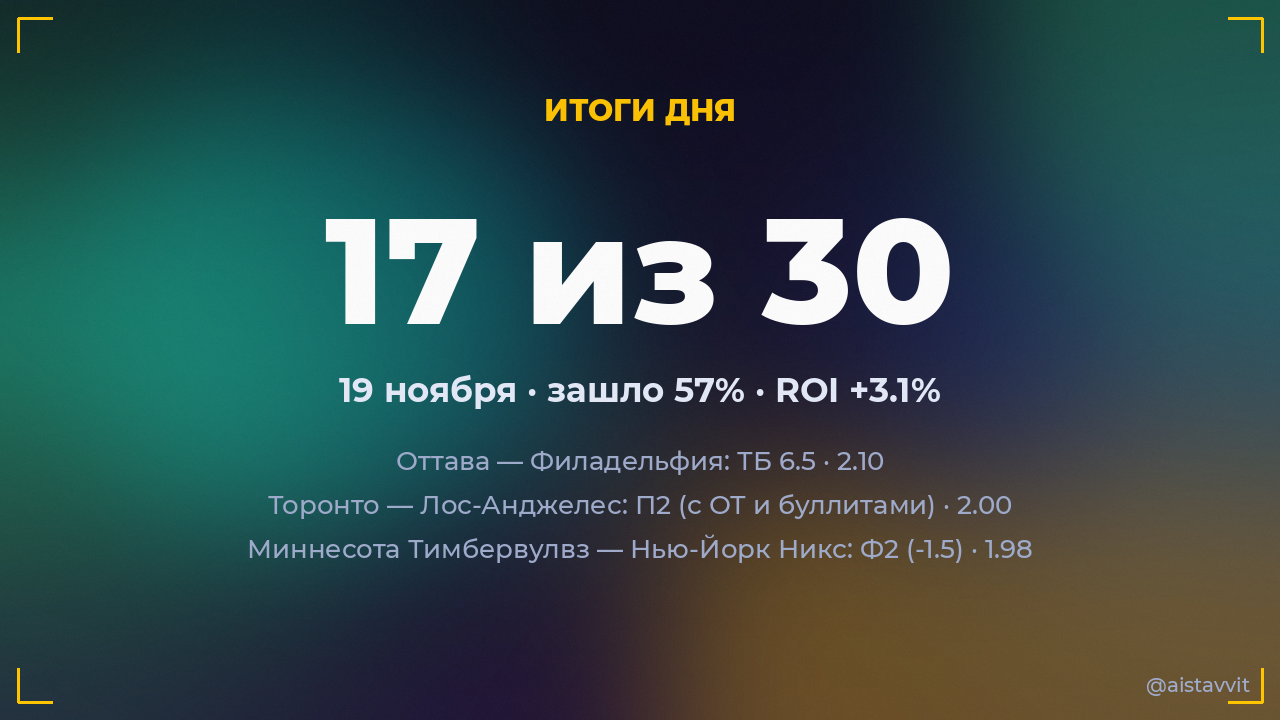 ИТОГИ ДНЯ
17 из 30
19 ноября · зашло 57% · ROI +3.1%
Оттава — Филадельфия: ТБ 6.5 · 2.10
Торонто — Лос-Анджелес: П2 (с ОТ и буллитами) · 2.00
Миннесота Тимбервулвз — Нью-Йорк Никс: Ф2 (-1.5) · 1.98
@aistavvit